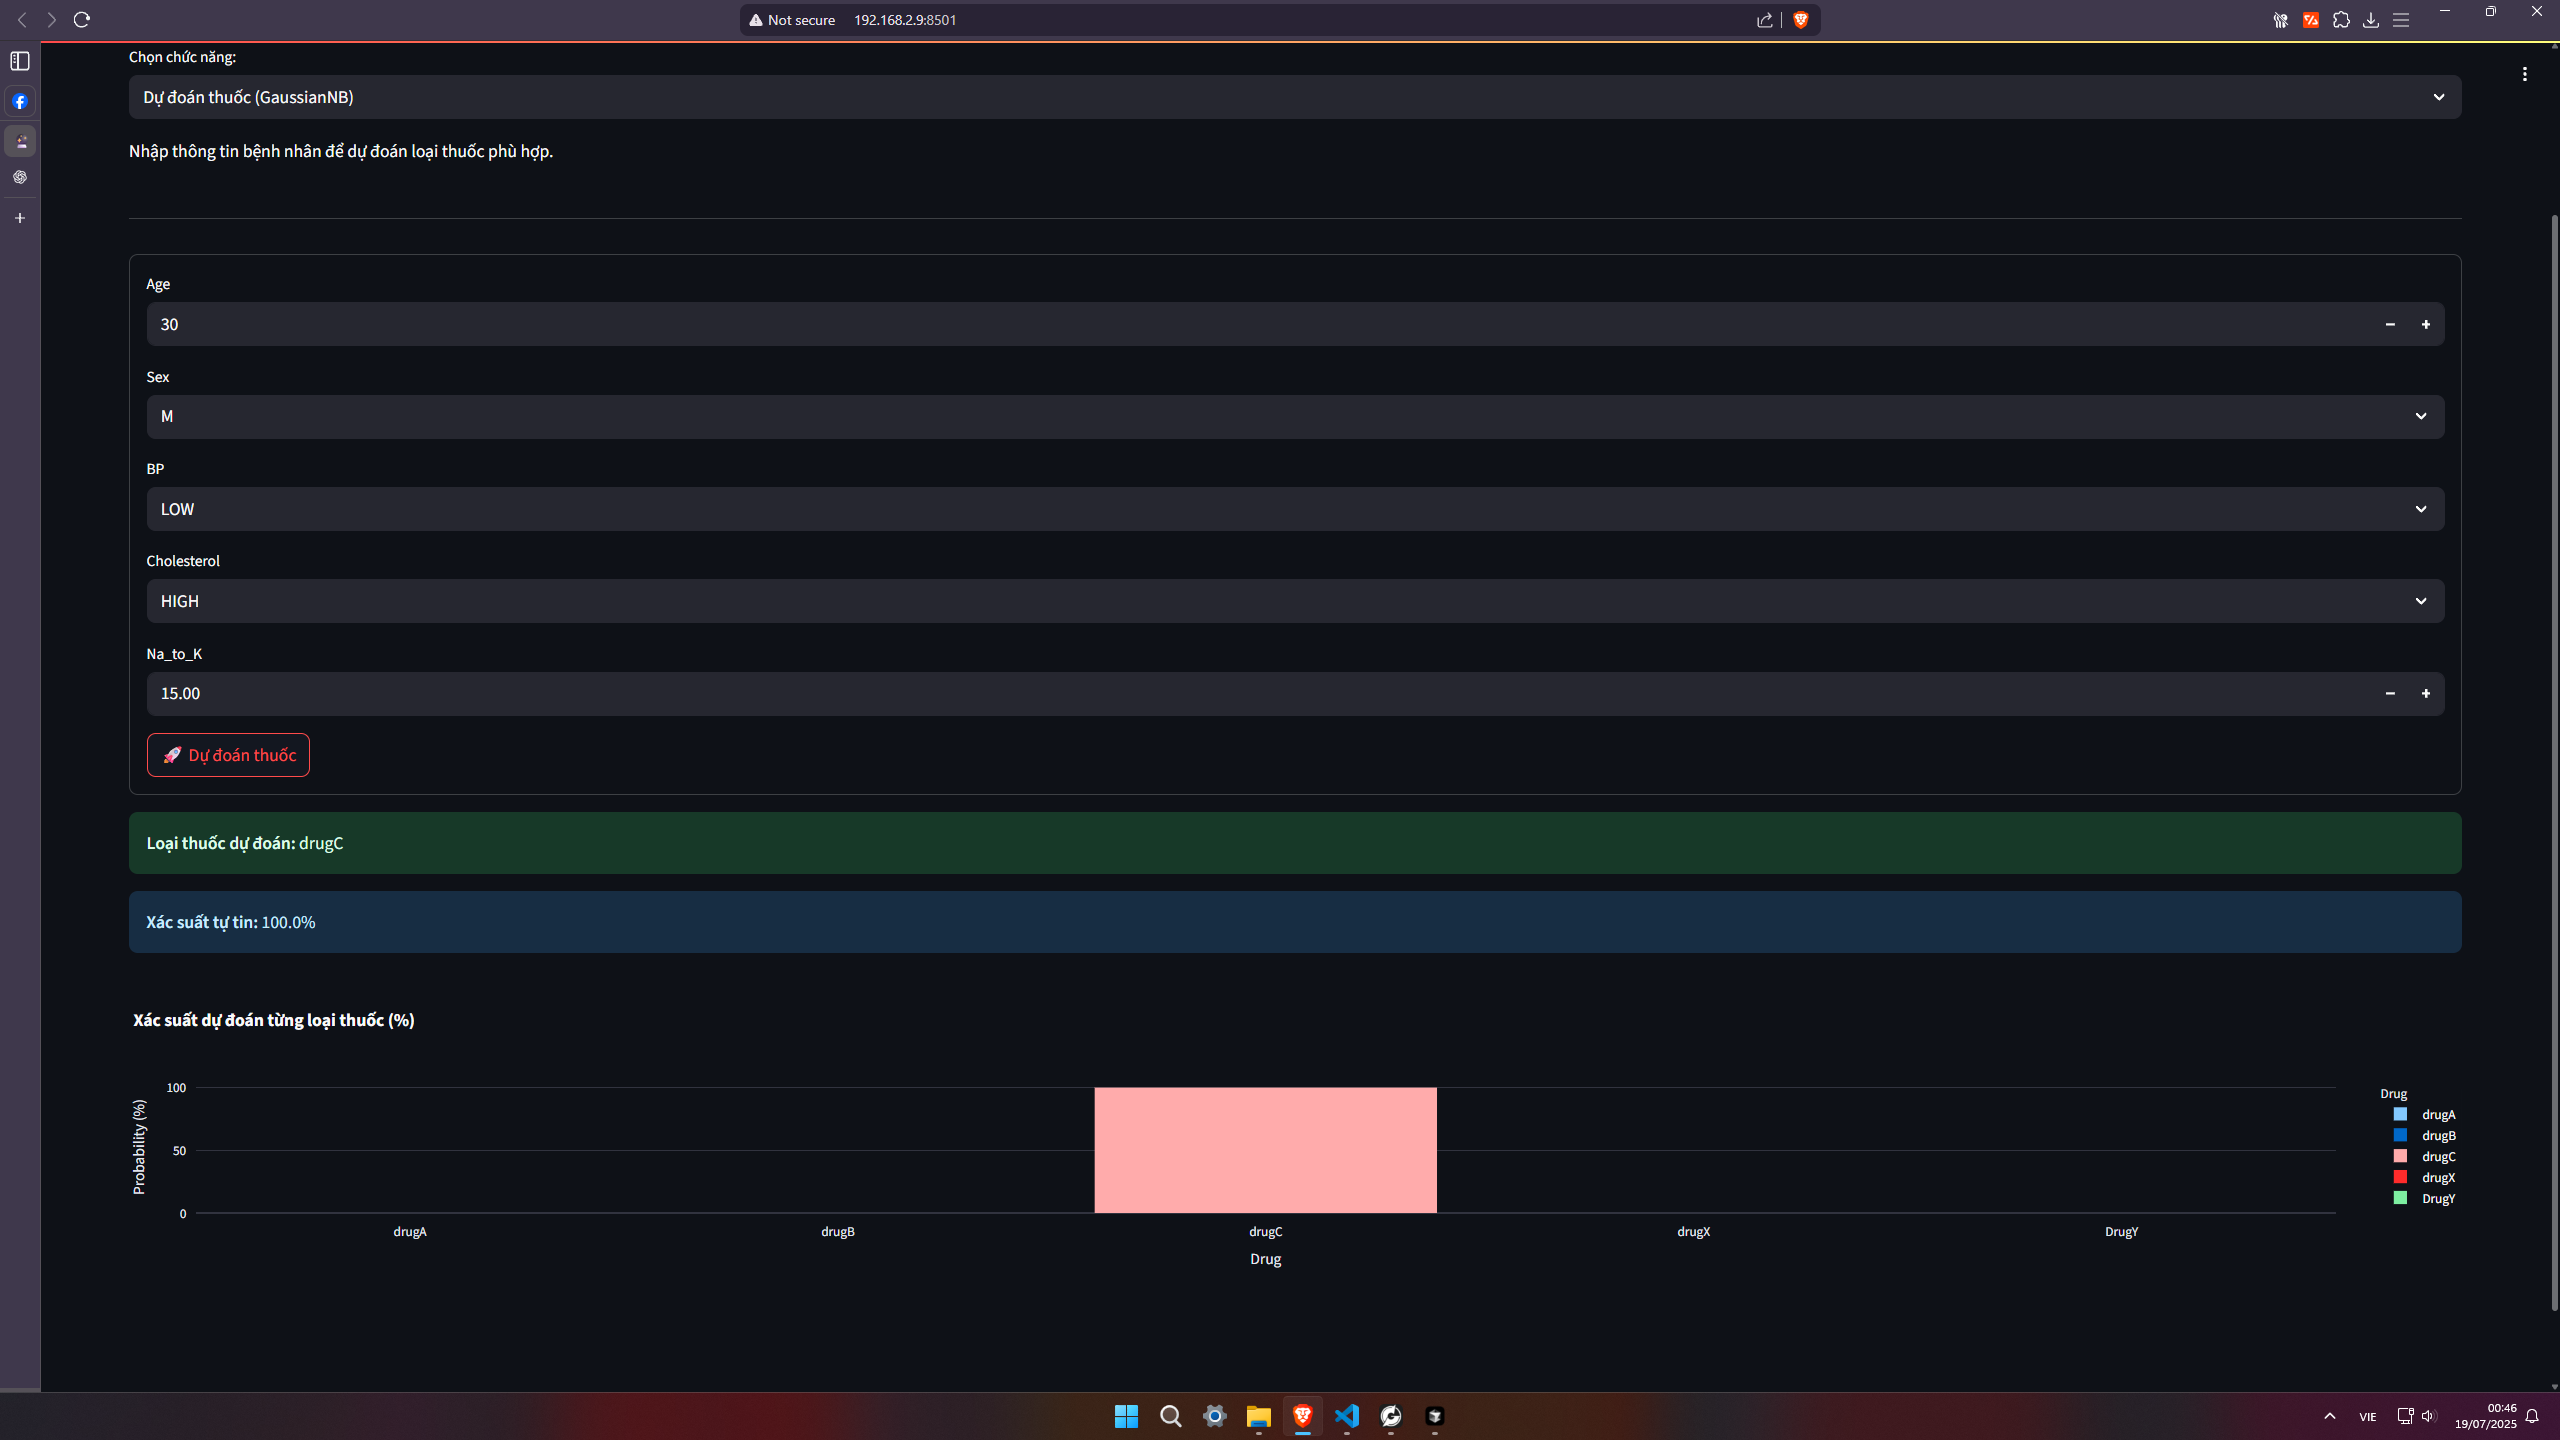 Not secure 192.168.2.9:8501
Chọn chức năng:
Dự đoán thuốc (GaussianNB)
Nhập thông tin bệnh nhân để dự đoán loại thuốc phù hợp.
Age
30
Sex
M
BP
LOW
Cholesterol
HIGH
Na_to_K
15.00
🚀 Dự đoán thuốc
Loại thuốc dự đoán: drugC
Xác suất tự tin: 100.0%
Xác suất dự đoán từng loại thuốc (%)
Probability (%)
100
50
0
drugA drugB drugC drugX DrugY
Drug
Drug
drugA
drugB
drugC
drugX
DrugY
VIE
00:46
19/07/2025